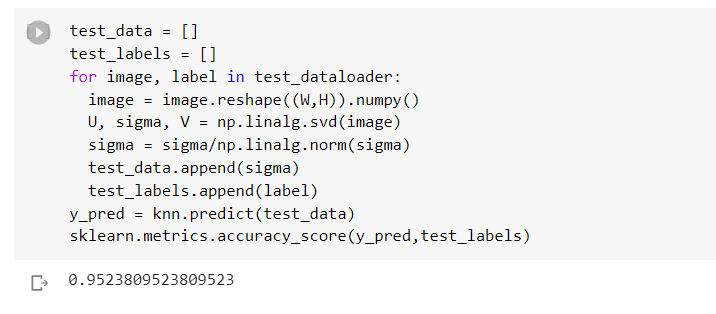 test_data = []
test_labels = []
for image, label in test_dataloader:
  image = image.reshape((W,H)).numpy()
  U, sigma, V = np.linalg.svd(image)
  sigma = sigma/np.linalg.norm(sigma)
  test_data.append(sigma)
  test_labels.append(label)
y_pred = knn.predict(test_data)
sklearn.metrics.accuracy_score(y_pred,test_labels)
0.9523809523809523